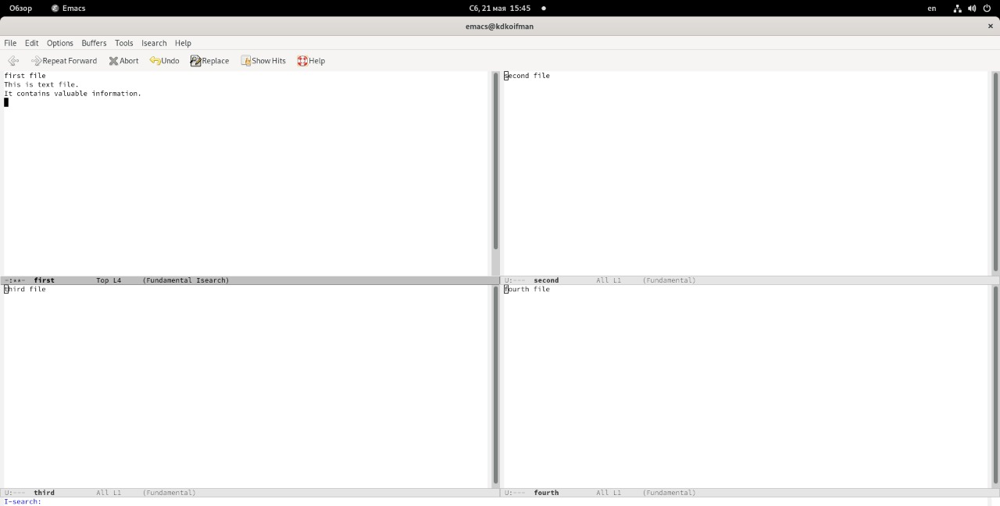 Обзор Emacs Сб, 21 мая 15:45 en
emacs@kdkoifman ×
File Edit Options Buffers Tools Isearch Help
Repeat Forward Abort Undo Replace Show Hits Help
first file
This is text file.
It contains valuable information.
second file
-:**- first Top L4 (Fundamental Isearch)
U:--- second All L1 (Fundamental)
third file
fourth file
U:--- third All L1 (Fundamental)
U:--- fourth All L1 (Fundamental)
I-search: